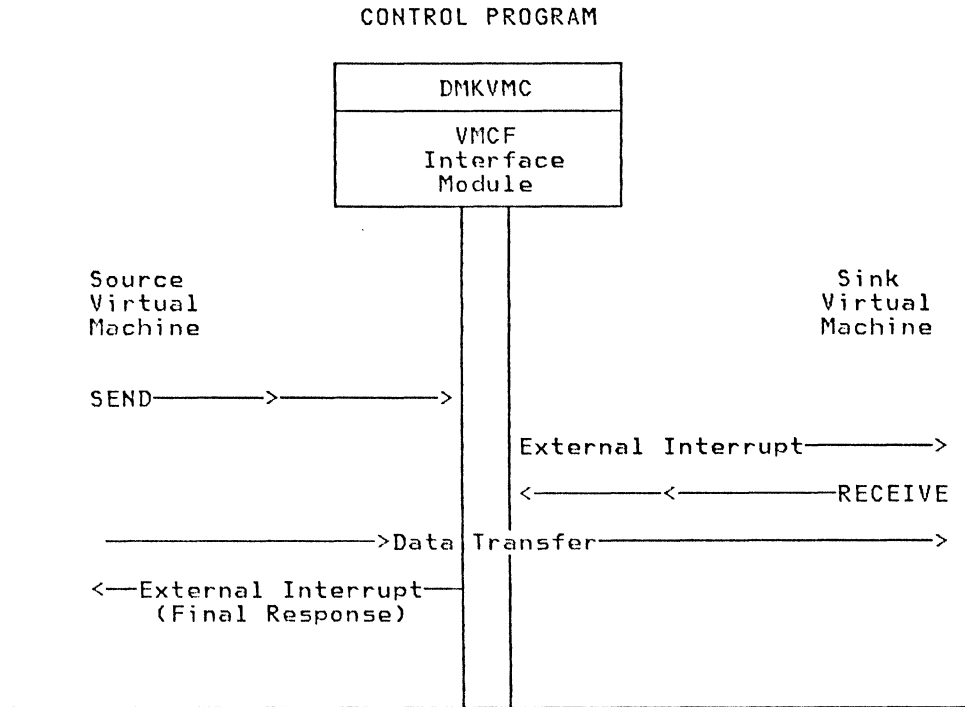 CONTROL PROGRAM
DMKVMC
VMCF
Interface
Module
Source
Virtual
Machine
Sink
Virtual
Machine
SEND
External Interrupt
RECEIVE
Data Transfer
External Interrupt
(Final Response)